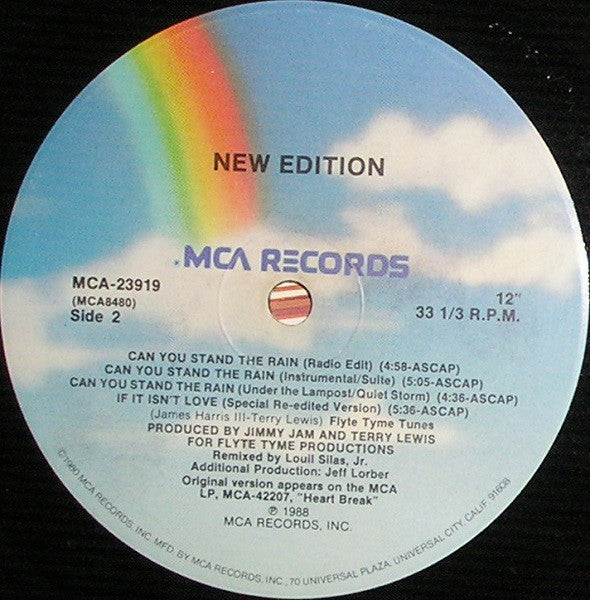 NEW EDITION
*MCA RECORDS
MCA-23919
(MCA8480)
Side 2
12"
33 1/3 R.P.M.
CAN YOU STAND THE RAIN (Radio Edit) (4:58-ASCAP)
CAN YOU STAND THE RAIN (Instrumental/Suite) (5:05-ASCAP)
CAN YOU STAND THE RAIN (Under the Lampost/Quiet Storm) (4:36-ASCAP)
IF IT ISN'T LOVE (Special Re-edited Version) (5:36-ASCAP)
(James Harris III-Terry Lewis) Flyte Tyme Tunes
PRODUCED BY JIMMY JAM AND TERRY LEWIS
FOR FLYTE TYME PRODUCTIONS
Remixed by Louil Silas, Jr.
Additional Production: Jeff Lorber
Original version appears on the MCA
LP, MCA-42207, "Heart Break"
℗ 1988
MCA RECORDS, INC.
©1980 MCA RECORDS, INC. MFD. BY MCA RECORDS, INC., 70 UNIVERSAL PLAZA, UNIVERSAL CITY, CALIF. 91608